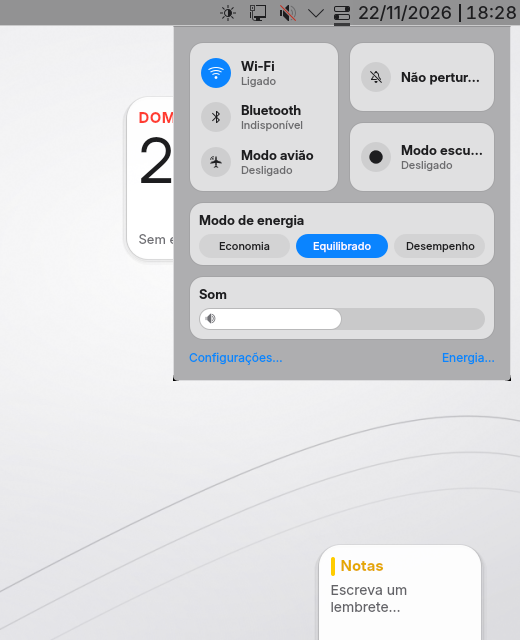 22/11/2026 | 18:28
Wi-Fi
Ligado
Bluetooth
Indisponível
Modo avião
Desligado
Não pertur...
Modo escu...
Desligado
DOM
2
Sem e
Modo de energia
Economia
Equilibrado
Desempenho
Som
Configurações...
Energia...
Notas
Escreva um
lembrete...